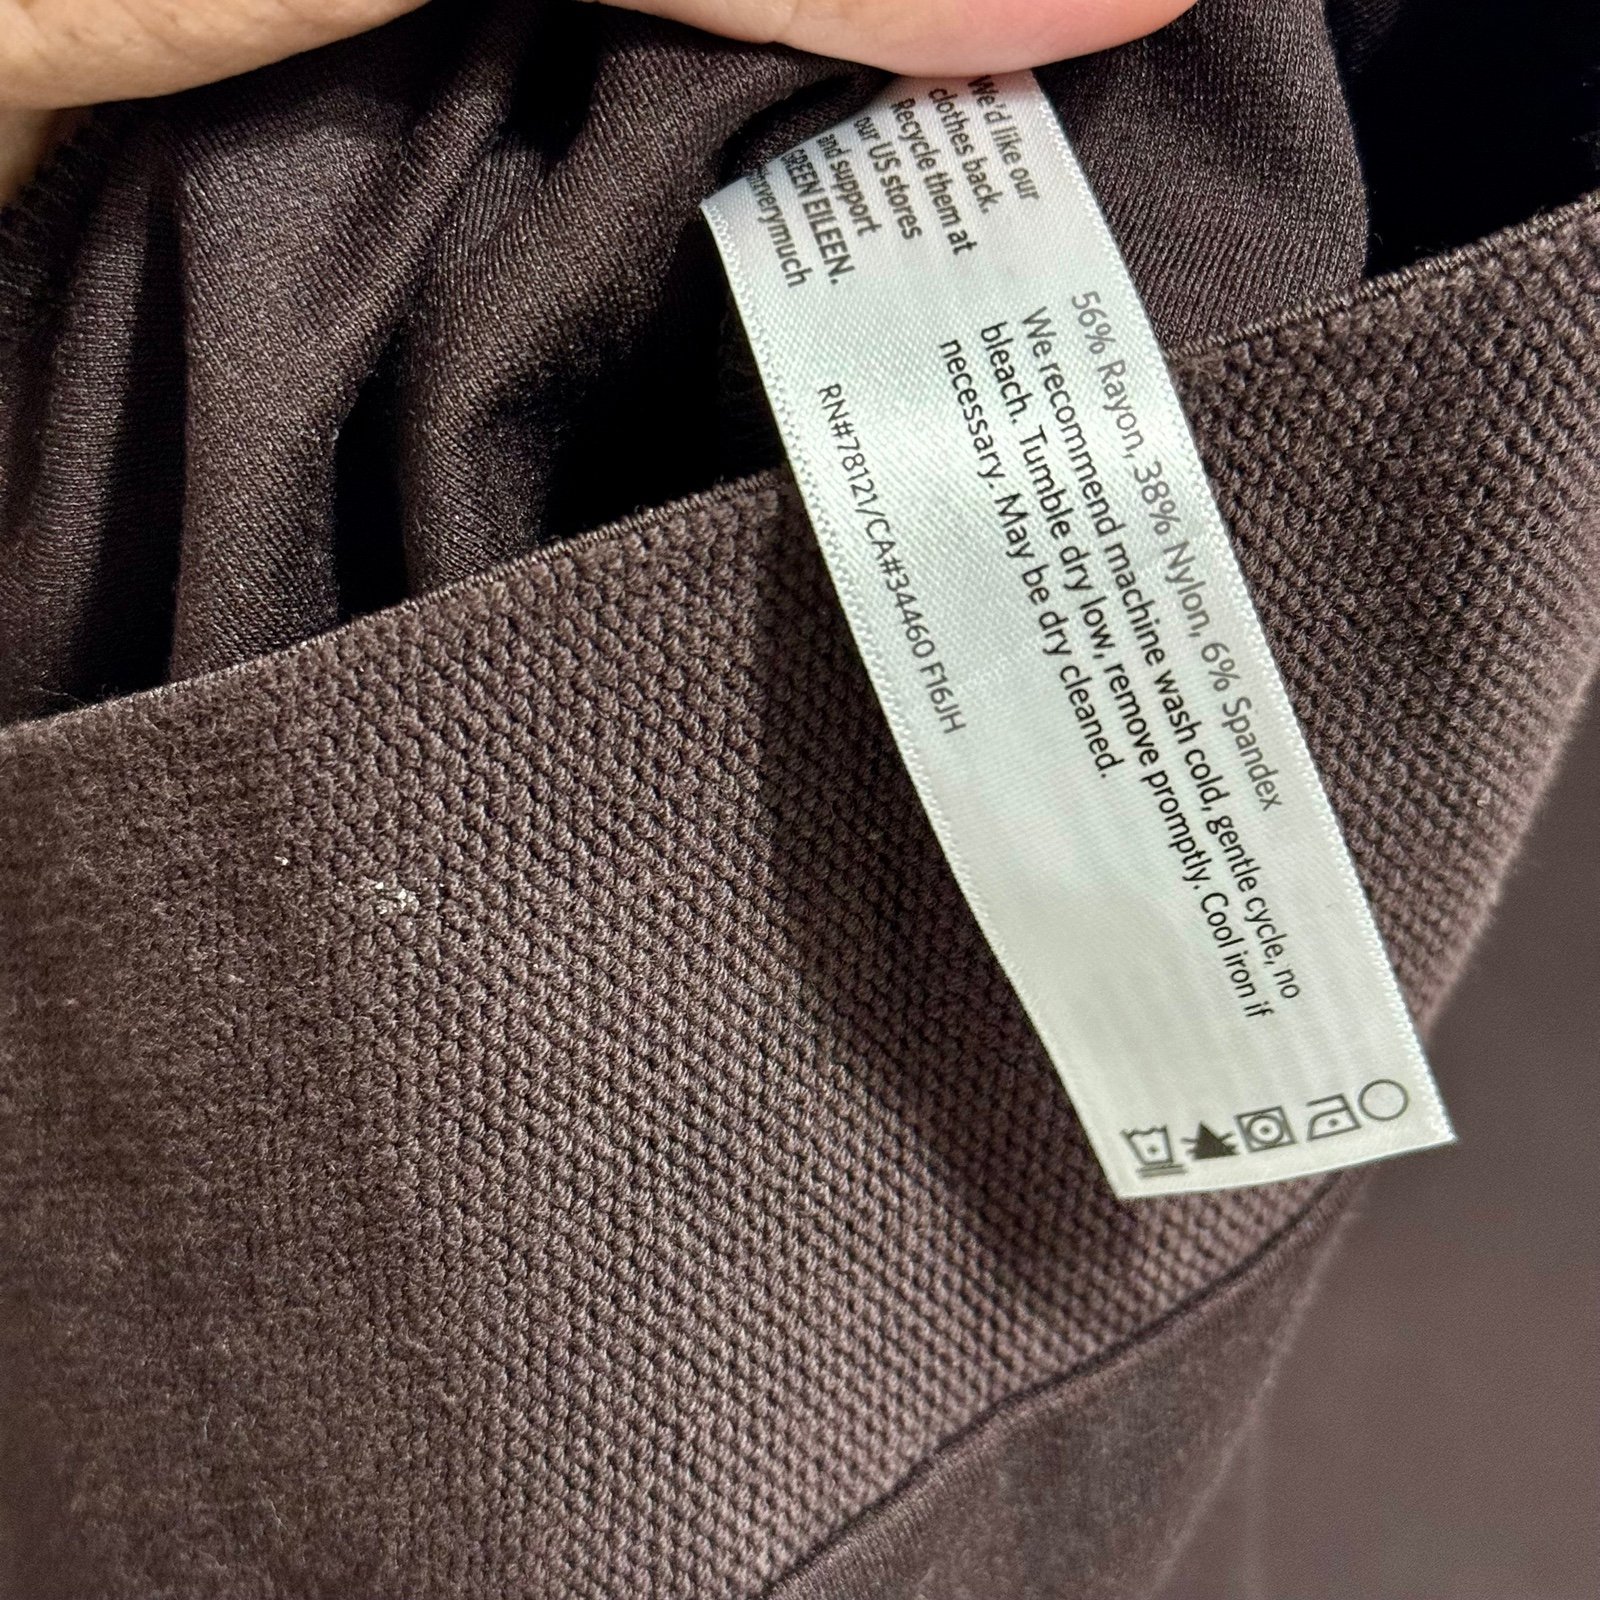 We'd like our
clothes back.
Recycle them at
our US stores
and support
GREEN EILEEN.
56% Rayon, 38% Nylon, 6% Spandex
We recommend machine wash cold, gentle cycle, no
bleach. Tumble dry low, remove promptly. Cool iron if
necessary. May be dry cleaned.
RN#78121/CA#34460 F16JH